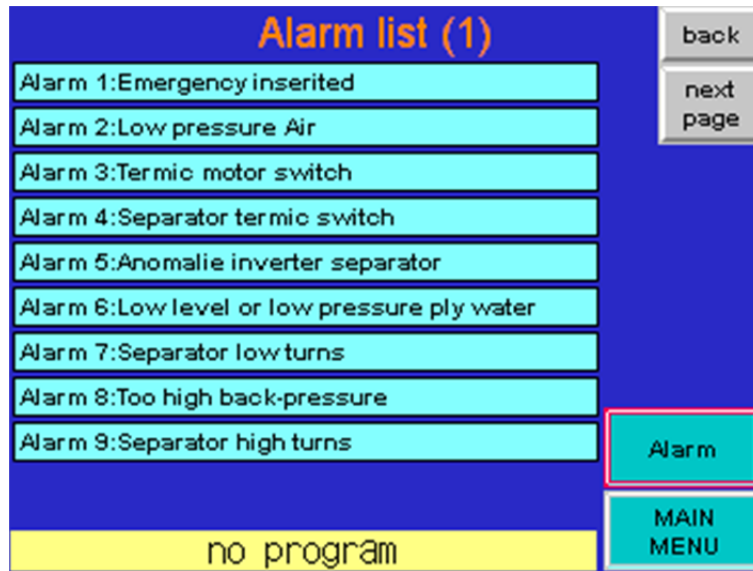 Alarm list (1)
back
next
page
Alarm 1:Emergency inserited
Alarm 2:Low pressure Air
Alarm 3:Termic motor switch
Alarm 4:Separator termic switch
Alarm 5:Anomalie inverter separator
Alarm 6:Low level or low pressure ply water
Alarm 7:Separator low turns
Alarm 8:Too high back-pressure
Alarm 9:Separator high turns
Alarm
MAIN
MENU
no program